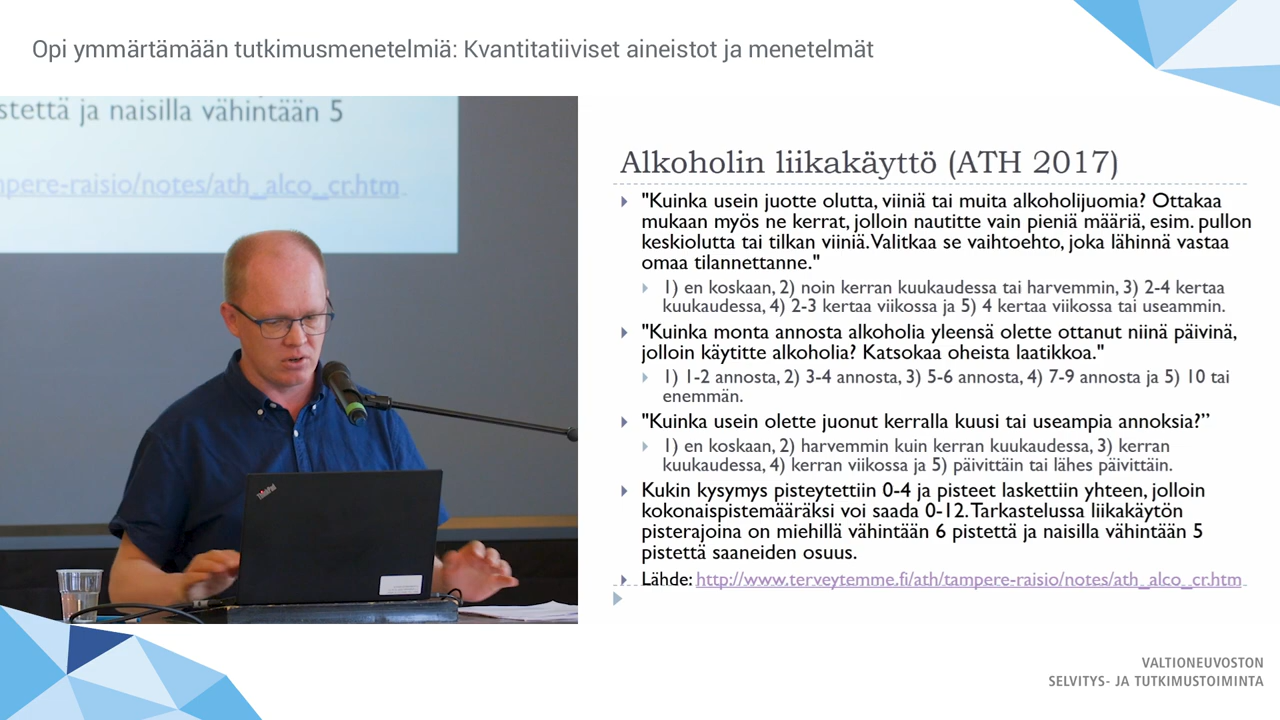 Opi ymmärtämään tutkimusmenetelmiä: Kvantitatiiviset aineistot ja menetelmät
pistettä ja naisilla vähintään 5
mpere-raisio/notes/ath_alco_cr.htm
ThinkPad
Alkoholin liikakäyttö (ATH 2017)
"Kuinka usein juotte olutta, viiniä tai muita alkoholijuomia? Ottakaa
mukaan myös ne kerrat, jolloin nautitte vain pieniä määriä, esim. pullon
keskiolutta tai tilkan viiniä. Valitkaa se vaihtoehto, joka lähinnä vastaa
omaa tilannettanne."
1) en koskaan, 2) noin kerran kuukaudessa tai harvemmin, 3) 2-4 kertaa
kuukaudessa, 4) 2-3 kertaa viikossa ja 5) 4 kertaa viikossa tai useammin.
"Kuinka monta annosta alkoholia yleensä olette ottanut niinä päivinä,
jolloin käytitte alkoholia? Katsokaa oheista laatikkoa."
1) 1-2 annosta, 2) 3-4 annosta, 3) 5-6 annosta, 4) 7-9 annosta ja 5) 10 tai
enemmän.
"Kuinka usein olette juonut kerralla kuusi tai useampia annoksia?”
1) en koskaan, 2) harvemmin kuin kerran kuukaudessa, 3) kerran
kuukaudessa, 4) kerran viikossa ja 5) päivittäin tai lähes päivittäin.
Kukin kysymys pisteytettiin 0-4 ja pisteet laskettiin yhteen, jolloin
kokonaispistemääräksi voi saada 0-12. Tarkastelussa liikakäytön
pisterajoina on miehillä vähintään 6 pistettä ja naisilla vähintään 5
pistettä saaneiden osuus.
Lähde: http://www.terveytemme.fi/ath/tampere-raisio/notes/ath_alco_cr.htm
VALTIONEUVOSTON
SELVITYS- JA TUTKIMUSTOIMINTA